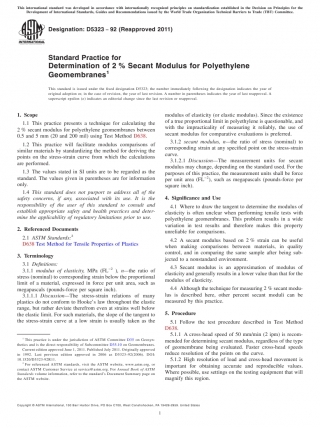 This international standard was developed in accordance with internationally recognized principles on standardization established in the Decision on Principles for the
Development of International Standards, Guides and Recommendations issued by the World Trade Organization Technical Barriers to Trade (TBT) Committee.
Designation: D5323 − 92 (Reapproved 2011)
INTERNATIONAL
Standard Practice for
Determination of 2 % Secant Modulus for Polyethylene
Geomembranes1
This standard is issued under the fixed designation D5323; the number immediately following the designation indicates the year of
original adoption or, in the case of revision, the year of last revision. A number in parentheses indicates the year of last reapproval. A
superscript epsilon (ε) indicates an editorial change since the last revision or reapproval.
1. Scope
1.1 This practice presents a technique for calculating the
2 % secant modulus for polyethylene geomembranes between
0.5 and 5 mm (20 and 200 mil) using Test Method D638.
1.2 This practice will facilitate modulus comparisons of
similar materials by standardizing the method for deriving the
points on the stress-strain curve from which the calculations
are performed.
1.3 The values stated in SI units are to be regarded as the
standard. The values given in parentheses are for information
only.
1.4 This standard does not purport to address all of the
safety concerns, if any, associated with its use. It is the
responsibility of the user of this standard to consult and
establish appropriate safety and health practices and deter-
mine the applicability of regulatory limitations prior to use.
2. Referenced Documents
2.1 ASTM Standards:2
D638 Test Method for Tensile Properties of Plastics
3. Terminology
3.1 Definitions:
3.1.1 modulus of elasticity, MPa (FL−2), n—the ratio of
stress (nominal) to corresponding strain below the proportional
limit of a material, expressed in force per unit area, such as
megapascals (pounds-force per square inch).
3.1.1.1 Discussion—The stress-strain relations of many
plastics do not conform to Hooke's law throughout the elastic
range, but rather deviate therefrom even at strains well below
the elastic limit. For such materials, the slope of the tangent to
the stress-strain curve at a low strain is usually taken as the
1 This practice is under the jurisdiction of ASTM Committee D35 on Geosyn-
thetics and is the direct responsibility of Subcommittee D35.10 on Geomembranes.
Current edition approved June 1, 2011. Published July 2011. Originally approved
in 1992. Last previous edition approved in 2006 as
2 For referenced ASTM standards, visit the ASTM website, www.astm.org, or
contact ASTM Customer Service at service@astm.org. For Annual Book of ASTM
Standards volume information, refer to the standard's Document Summary page on
the ASTM website.
modulus of elasticity (or elastic modulus). Since the existence
of a true proportional limit in polyethylene is questionable, and
with the impracticality of measuring it reliably, the use of
secant modulus for comparative evaluations is preferred.
3.1.2 secant modulus, n—the ratio of stress (nominal) to
corresponding strain at any specified point on the stress-strain
curve.
3.1.2.1 Discussion—The measurement units for secant
modulus may change, depending on the standard used. For the
purposes of this practice, the measurement units shall be force
per unit area (FL−2), such as megapascals (pounds-force per
square inch).
4. Significance and Use
4.1 Where to draw the tangent to determine the modulus of
elasticity is often unclear when performing tensile tests with
polyethylene geomembranes. This problem results in a wide
variation in test results and therefore makes this property
unreliable for comparisons.
4.2 A secant modulus based on 2 % strain can be useful
when making comparisons between materials, in quality
control, and in comparing the same sample after being sub-
jected to a nonstandard environment.
4.3 Secant modulus is an approximation of modulus of
elasticity and generally results in a lower value than that for the
modulus of elasticity.
4.4 Although the technique for measuring 2 % secant modu-
lus is described here, other percent secant moduli can be
measured by this practice.
5. Procedure
5.1 Follow the test procedure described in Test Method
D638.
5.1.1 A cross-head speed of 50 mm/min (2 ipm) is recom-
mended for determining secant modulus, regardless of the type
of geomembrane being evaluated. Faster cross-head speeds
reduce resolution of the points on the curve.
5.1.2 High resolution of load and cross-head movement is
important for obtaining accurate and reproducible values.
Where possible, use settings on the testing equipment that will
magnify this region.
Copyright © ASTM International, 100 Barr Harbor Drive, PO Box C700, West Conshohocken, PA 19428-2959. United States
1